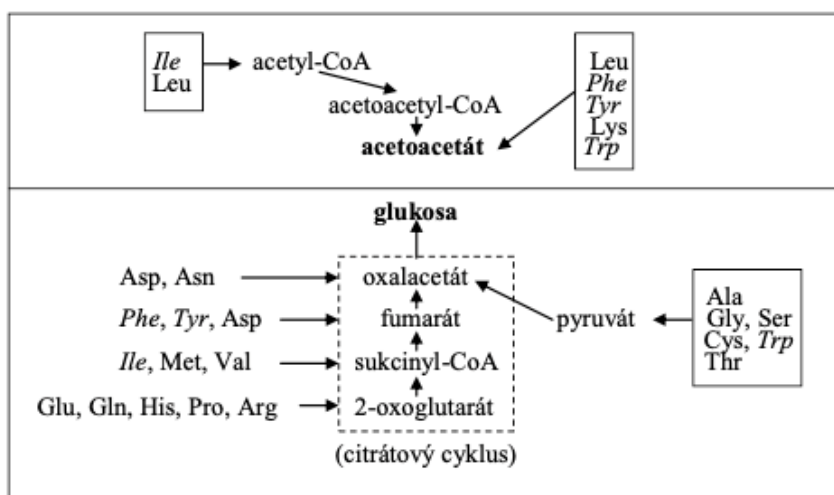 Ile
Leu
acetyl-CoA
acetoacetyl-CoA
acetoacetát
Leu
Phe
Tyr
Lys
Trp
glukosa
Asp, Asn
oxalacetát
Phe, Tyr, Asp
fumarát
pyruvát
Ala
Gly, Ser
Cys, Trp
Thr
Ile, Met, Val
sukcinyl-CoA
Glu, Gln, His, Pro, Arg
2-oxoglutarát
(citrátový cyklus)